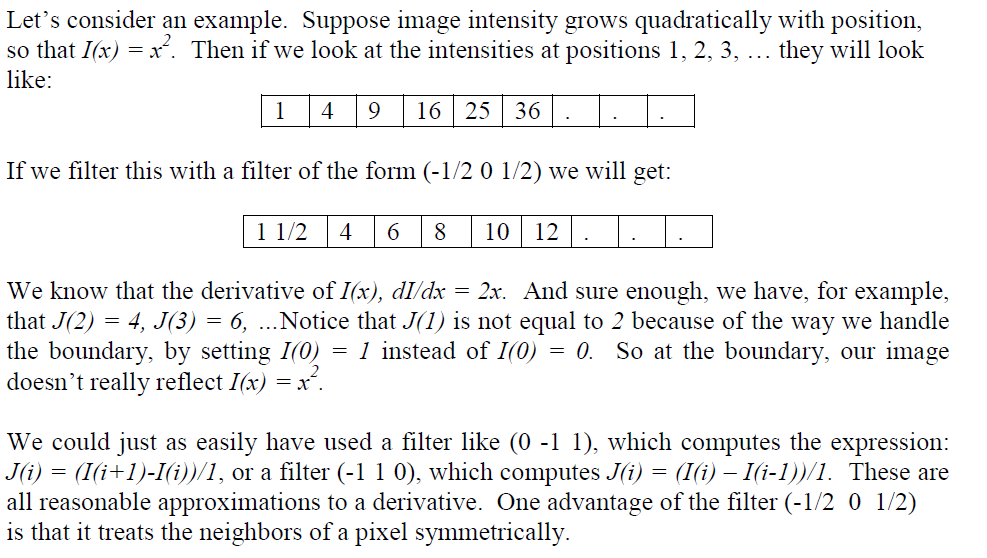 Let’s consider an example. Suppose image intensity grows quadratically with position,
so that I(x) = x². Then if we look at the intensities at positions 1, 2, 3, … they will look
like:
1 4 9 16 25 36 . . .
If we filter this with a filter of the form (-1/2 0 1/2) we will get:
1 1/2 4 6 8 10 12 . . .
We know that the derivative of I(x), dI/dx = 2x. And sure enough, we have, for example,
that J(2) = 4, J(3) = 6, …Notice that J(1) is not equal to 2 because of the way we handle
the boundary, by setting I(0) = 1 instead of I(0) = 0. So at the boundary, our image
doesn’t really reflect I(x) = x².
We could just as easily have used a filter like (0 -1 1), which computes the expression:
J(i) = (I(i+1)-I(i))/1, or a filter (-1 1 0), which computes J(i) = (I(i) – I(i-1))/1. These are
all reasonable approximations to a derivative. One advantage of the filter (-1/2 0 1/2)
is that it treats the neighbors of a pixel symmetrically.